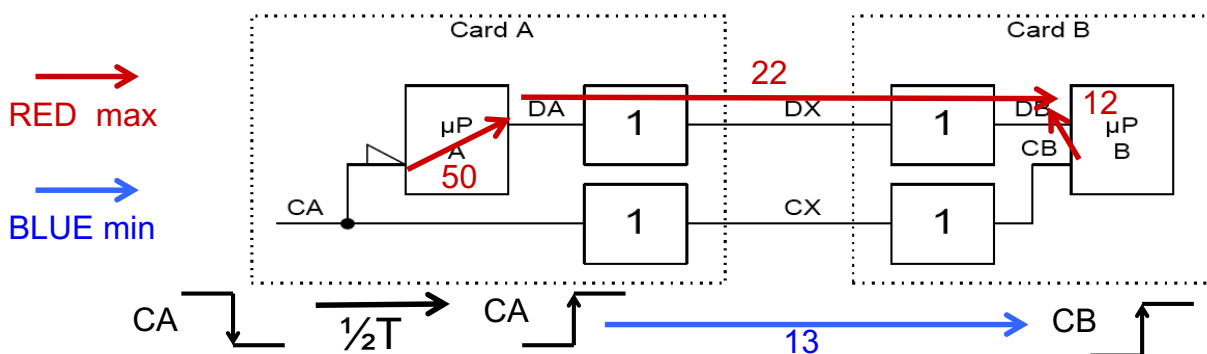 Card A
Card B
RED max
BLUE min
22
DA
1
DX
1
DB
12
µP
A
50
µP
B
CB
CA
1
CX
1
CA
½T
CA
13
CB